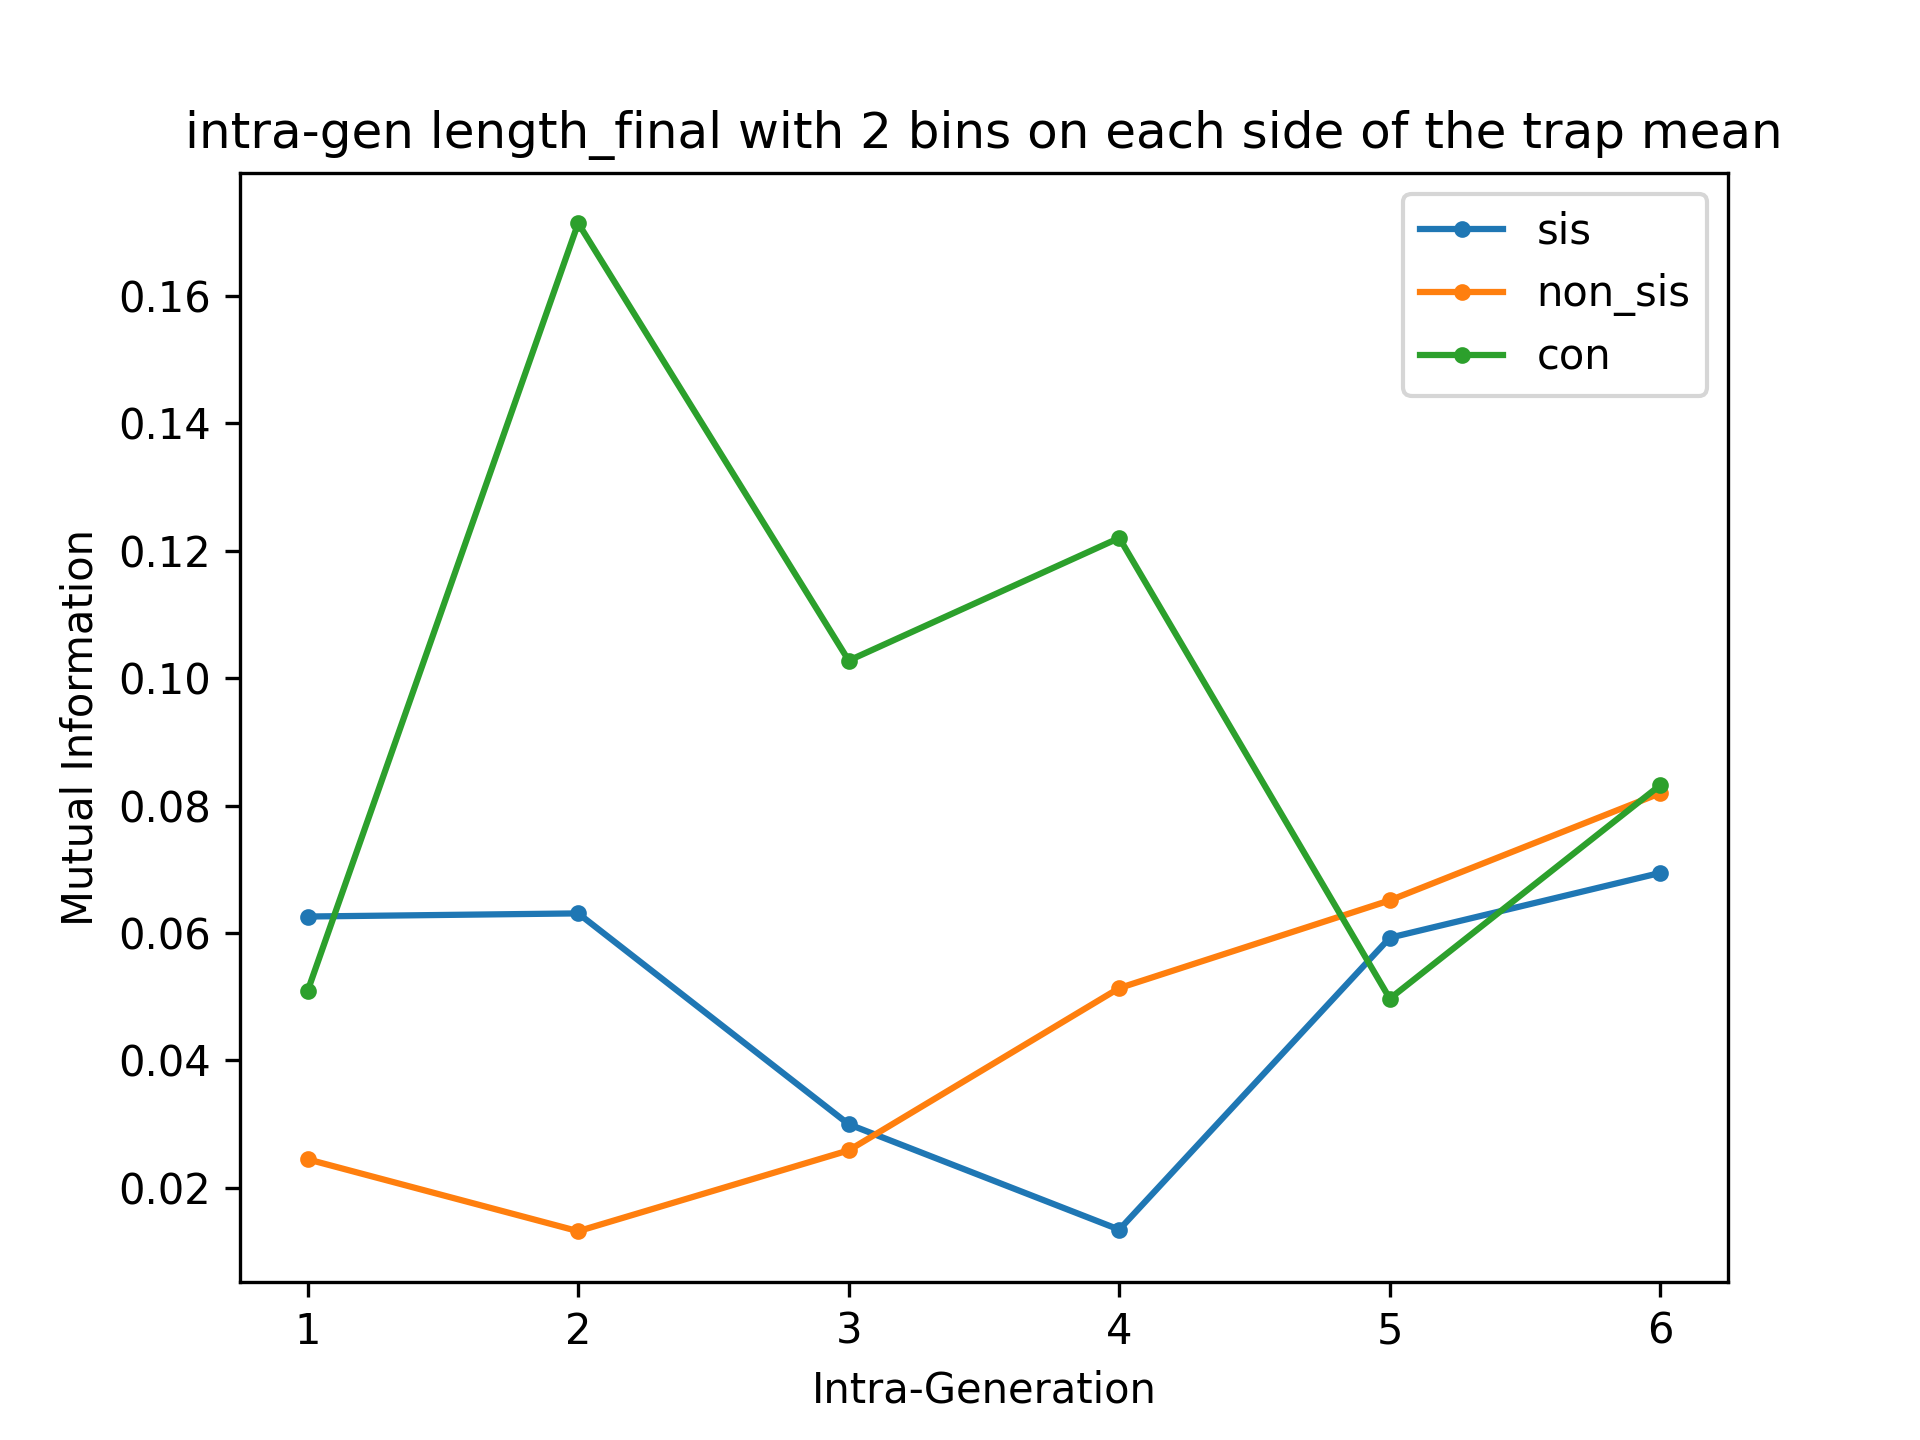 intra-gen length_final with 2 bins on each side of the trap mean
sis
non_sis
con
0.16
0.14
0.12
0.10
0.08
0.06
0.04
0.02
Mutual Information
1 2 3 4 5 6
Intra-Generation